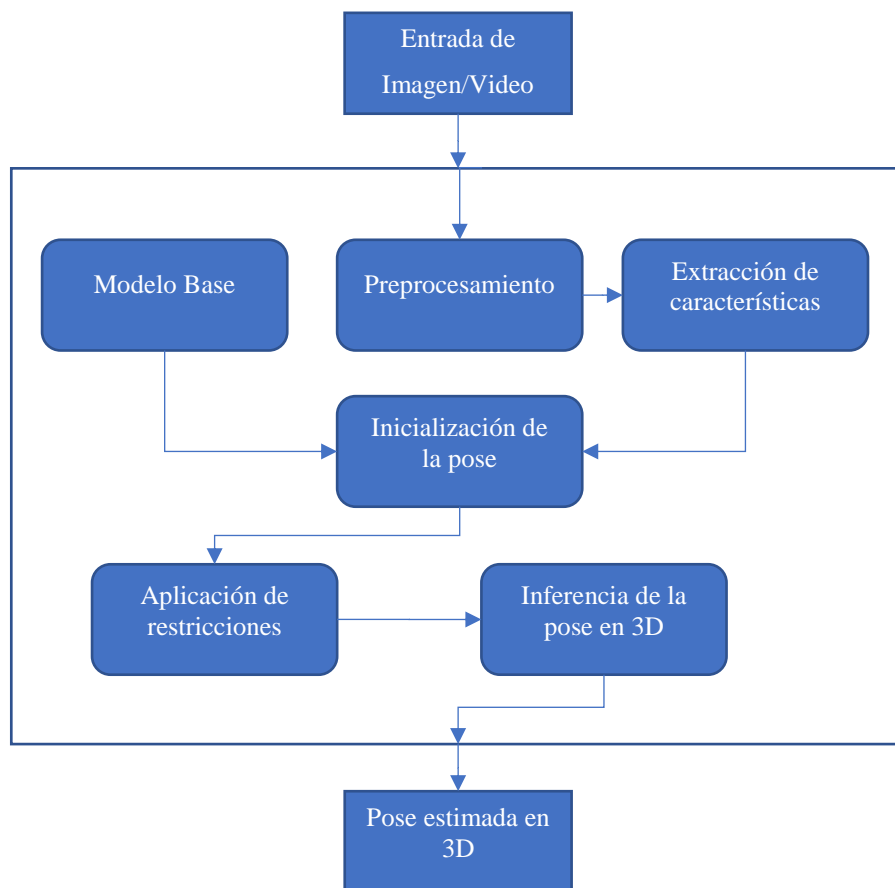 Entrada de
Imagen/Video
Modelo Base
Preprocesamiento
Extracción de
características
Inicialización de
la pose
Aplicación de
restricciones
Inferencia de la
pose en 3D
Pose estimada en
3D